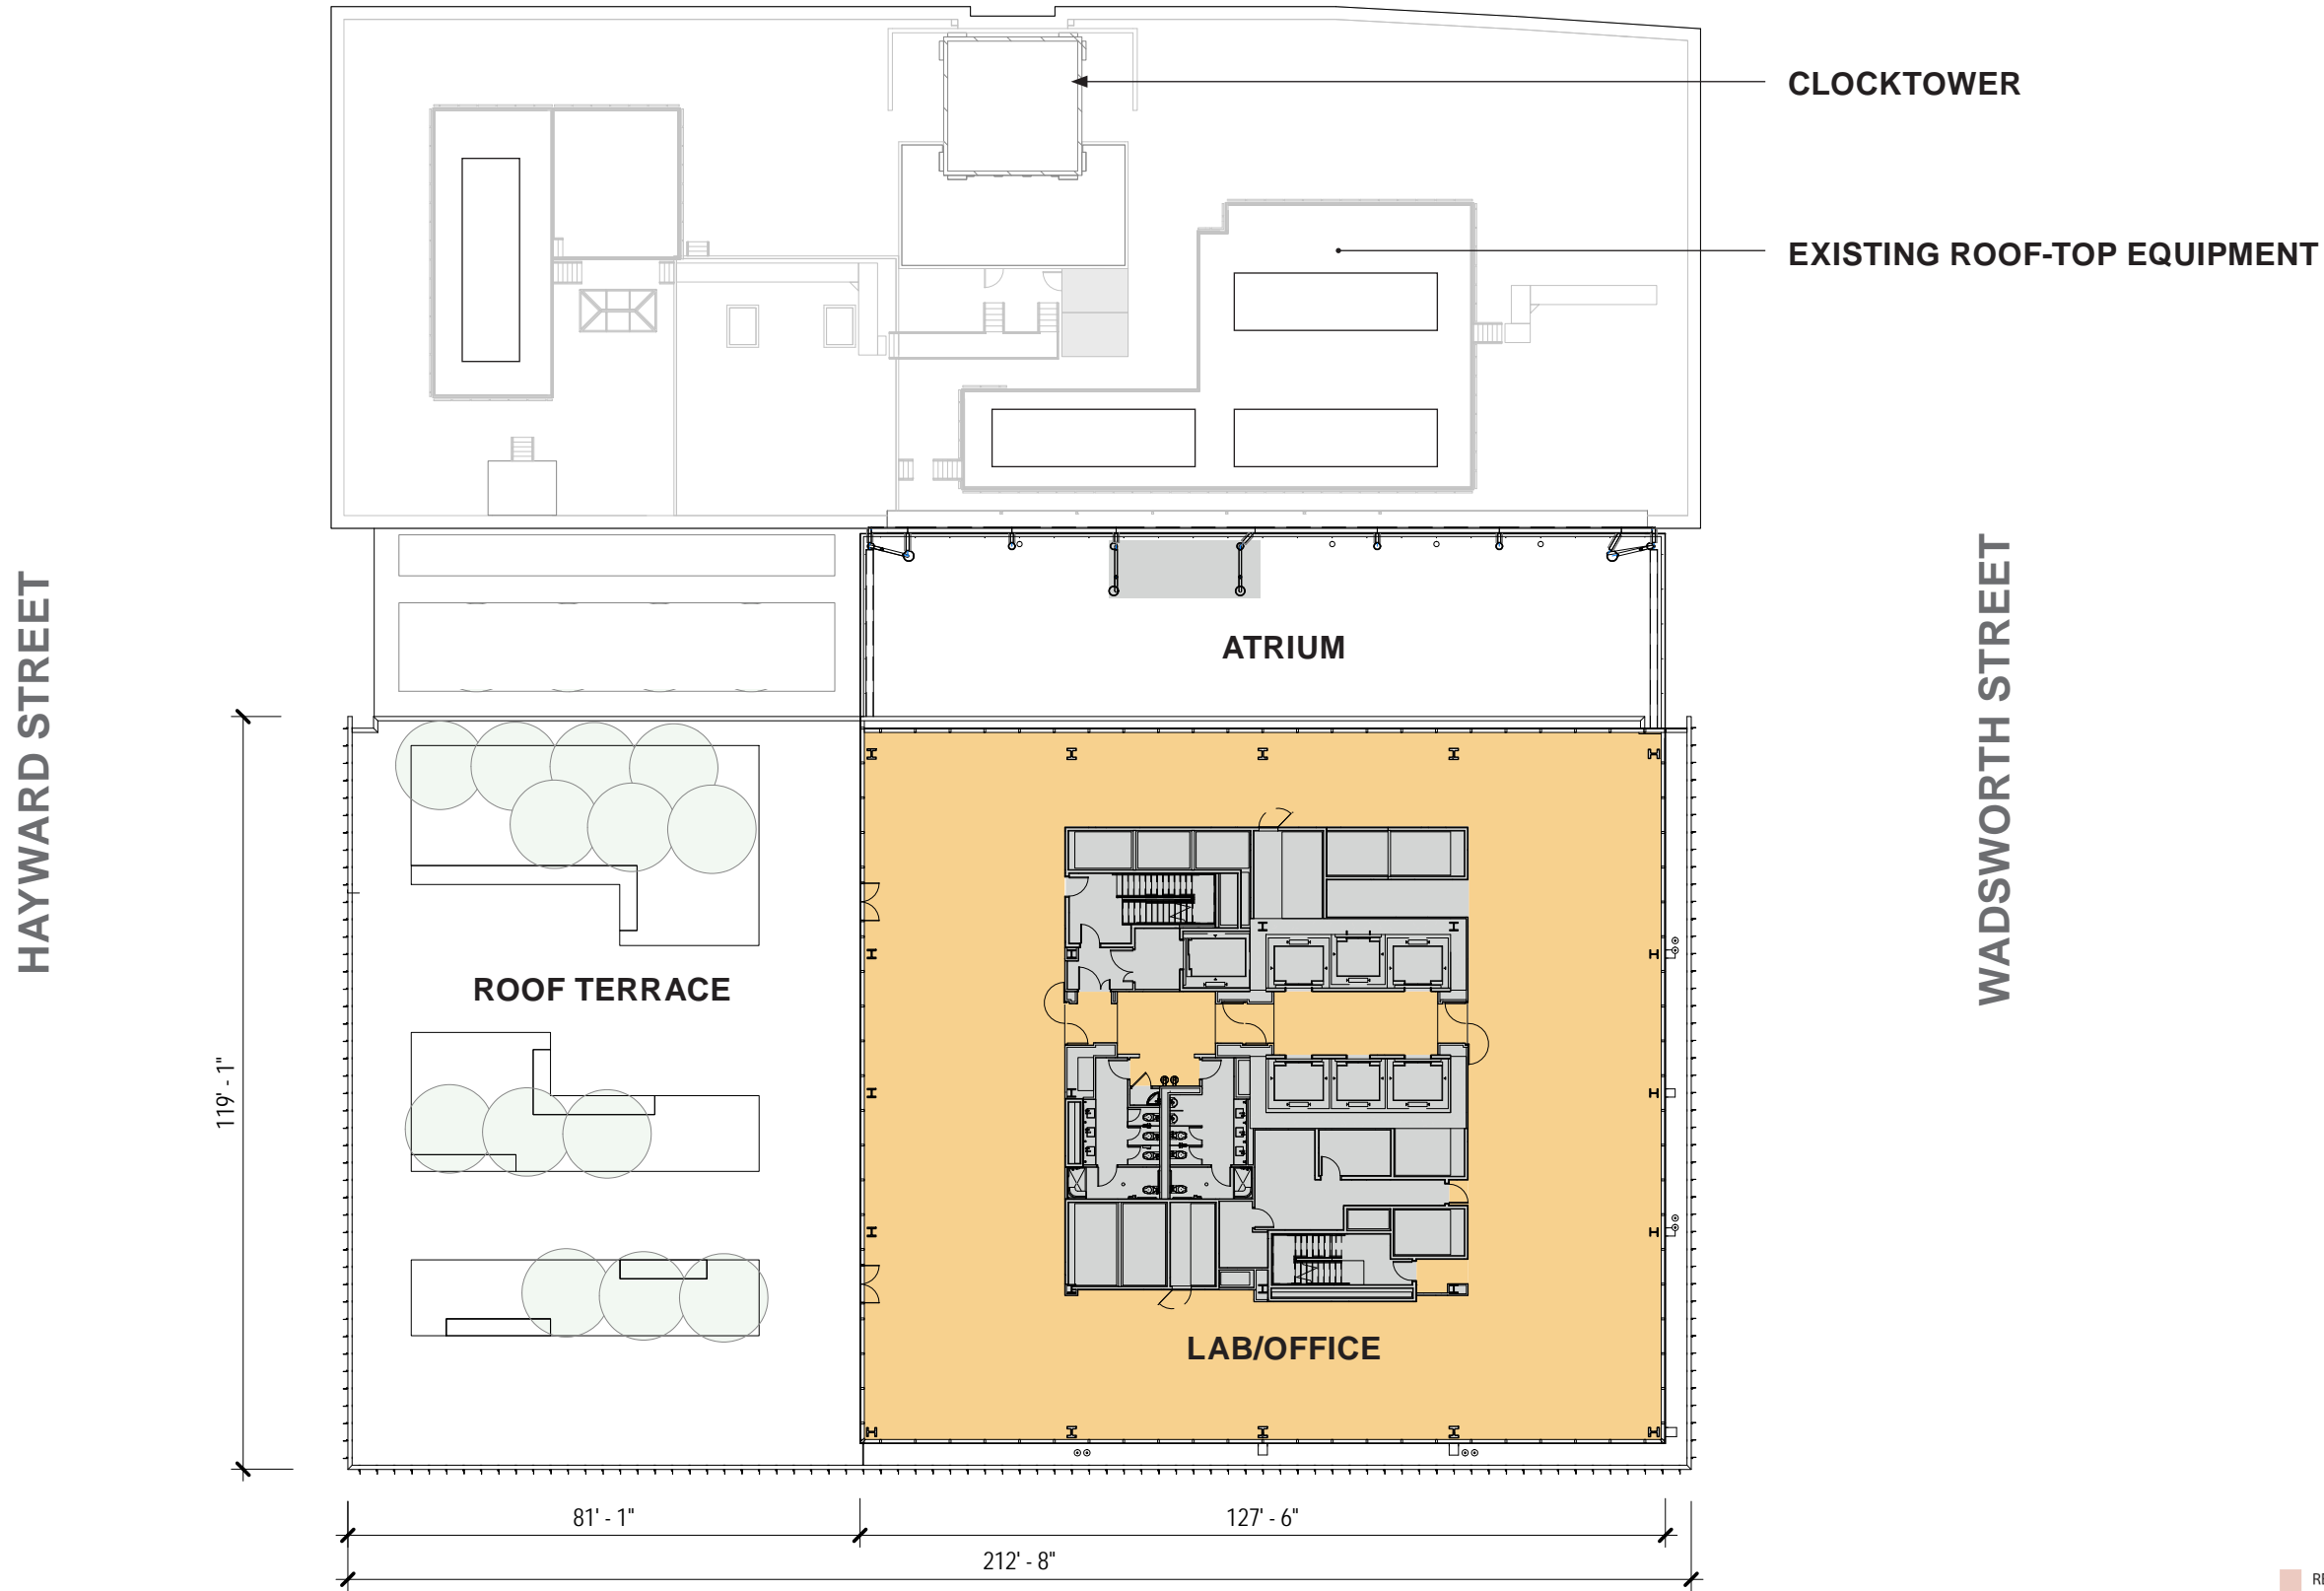 CLOCKTOWER
EXISTING ROOF-TOP EQUIPMENT
HAYWARD STREET
WADSWORTH STREET
ATRIUM
ROOF TERRACE
119' - 1"
LAB/OFFICE
81' - 1"
127' - 6"
212' - 8"